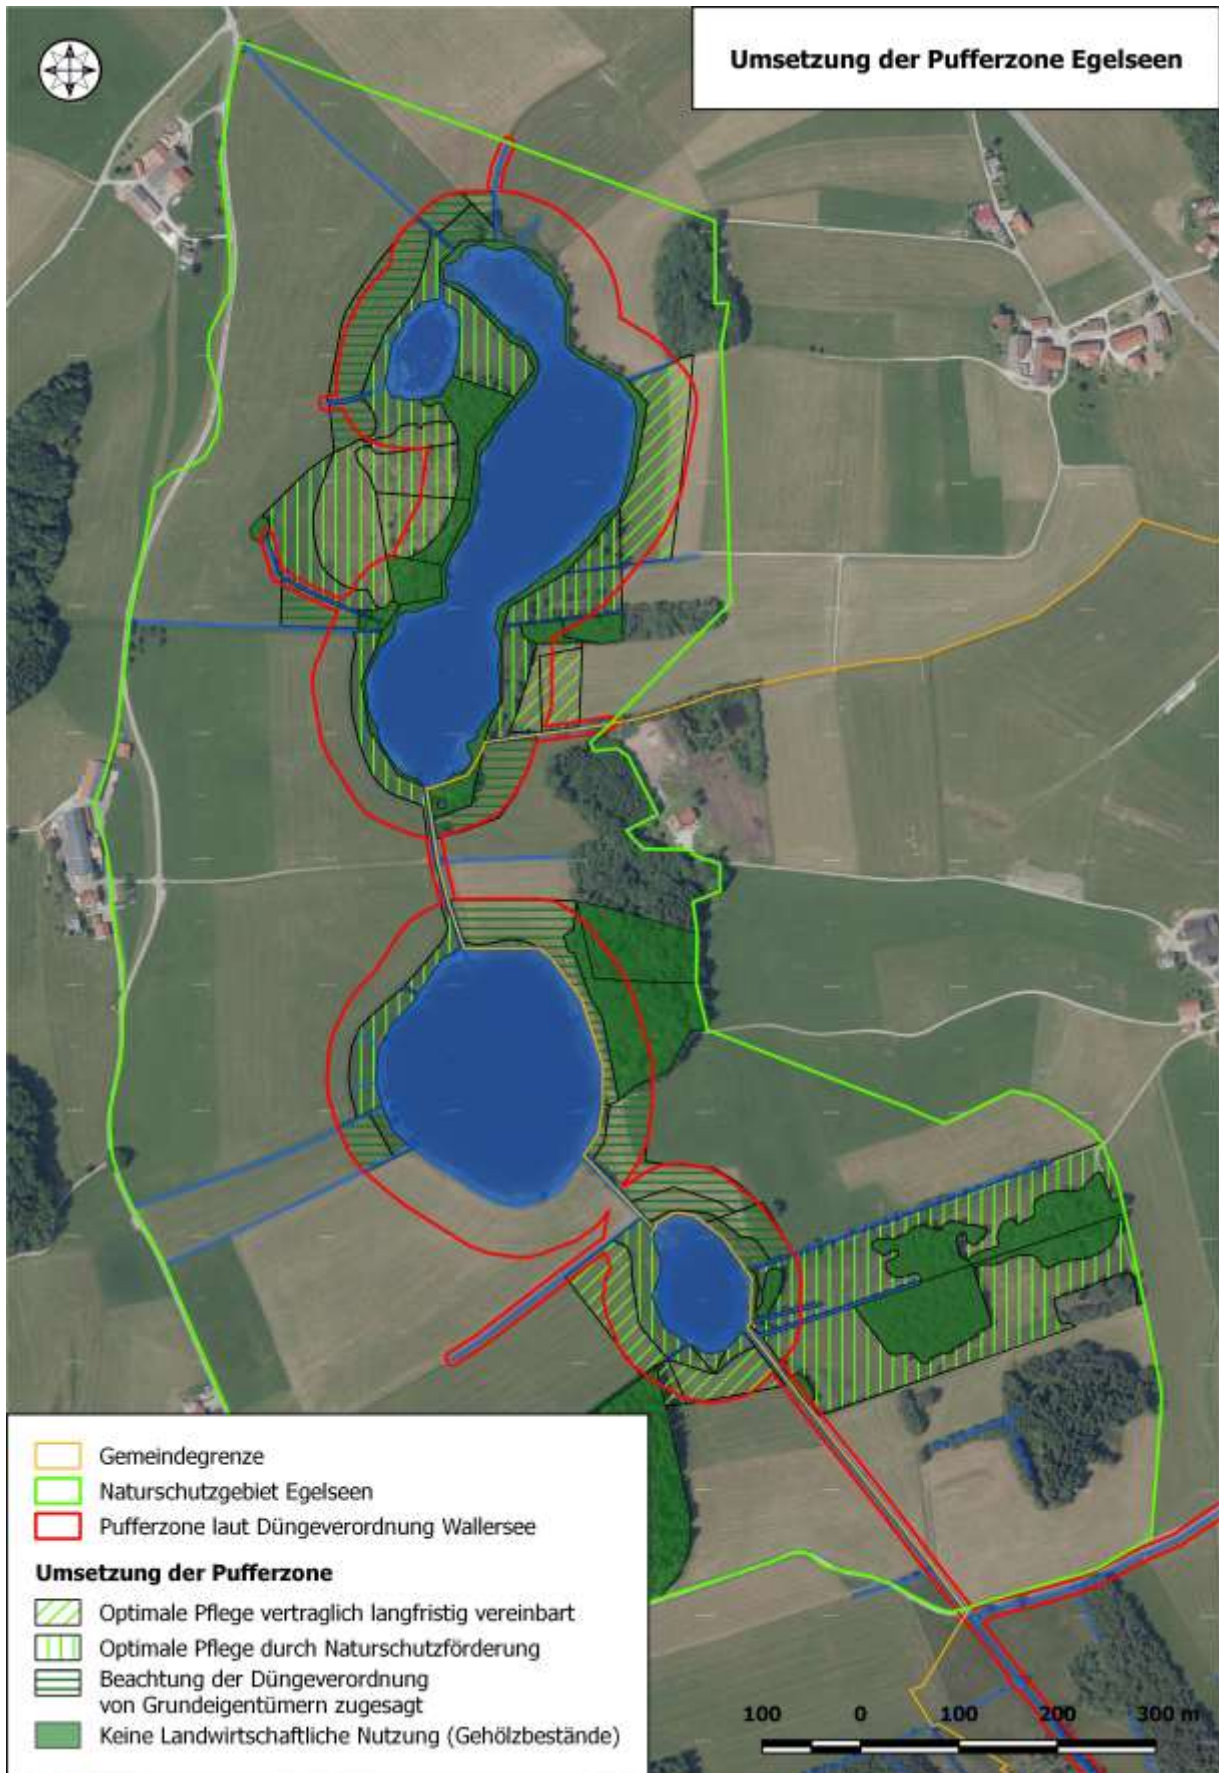 Umsetzung der Pufferzone Egelseen
Gemeindegrenze
Naturschutzgebiet Egelseen
Pufferzone laut Düngeverordnung Wallersee
Umsetzung der Pufferzone
Optimale Pflege vertraglich langfristig vereinbart
Optimale Pflege durch Naturschutzförderung
Beachtung der Düngeverordnung
von Grundeigentümern zugesagt
Keine Landwirtschaftliche Nutzung (Gehölzbestände)
100 0 100 200 300 m